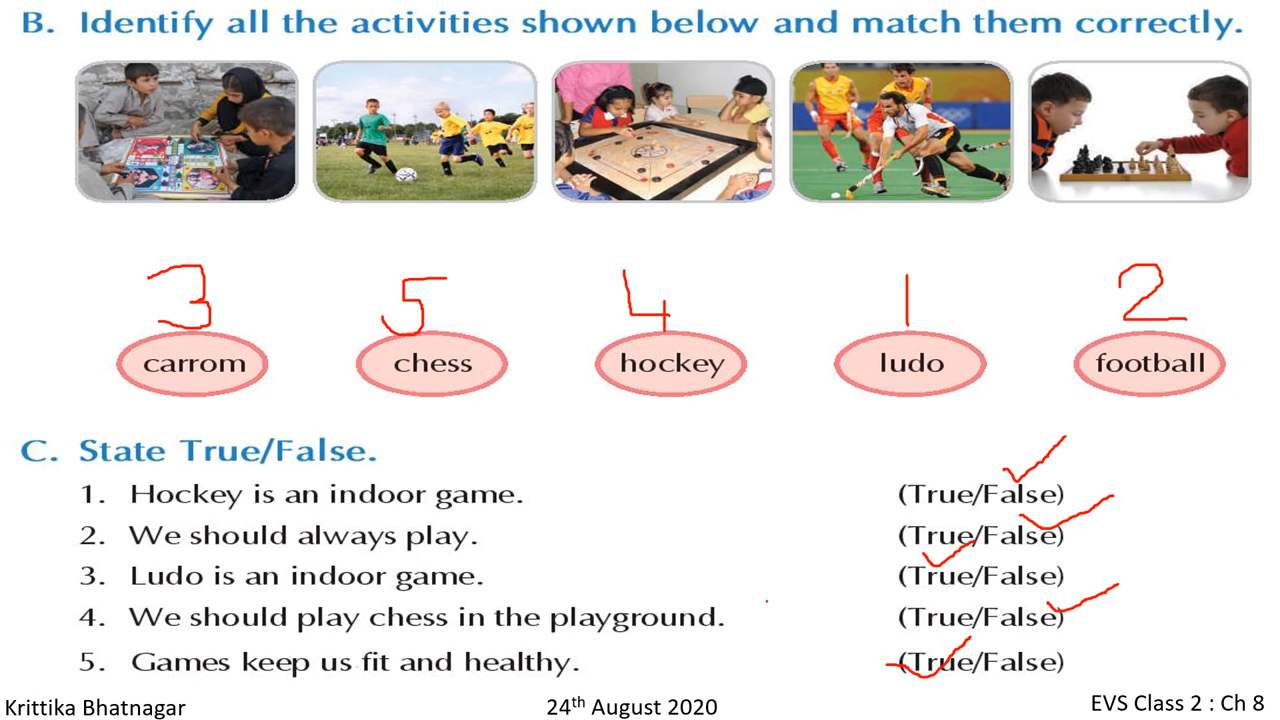 B. Identify all the activities shown below and match them correctly.
3 5 4 1 2
carrom chess hockey ludo football
C. State True/False.
1. Hockey is an indoor game. (True/False)
2. We should always play. (True/False)
3. Ludo is an indoor game. (True/False)
4. We should play chess in the playground. (True/False)
5. Games keep us fit and healthy. (True/False)
Krittika Bhatnagar 24th August 2020 EVS Class 2 : Ch 8